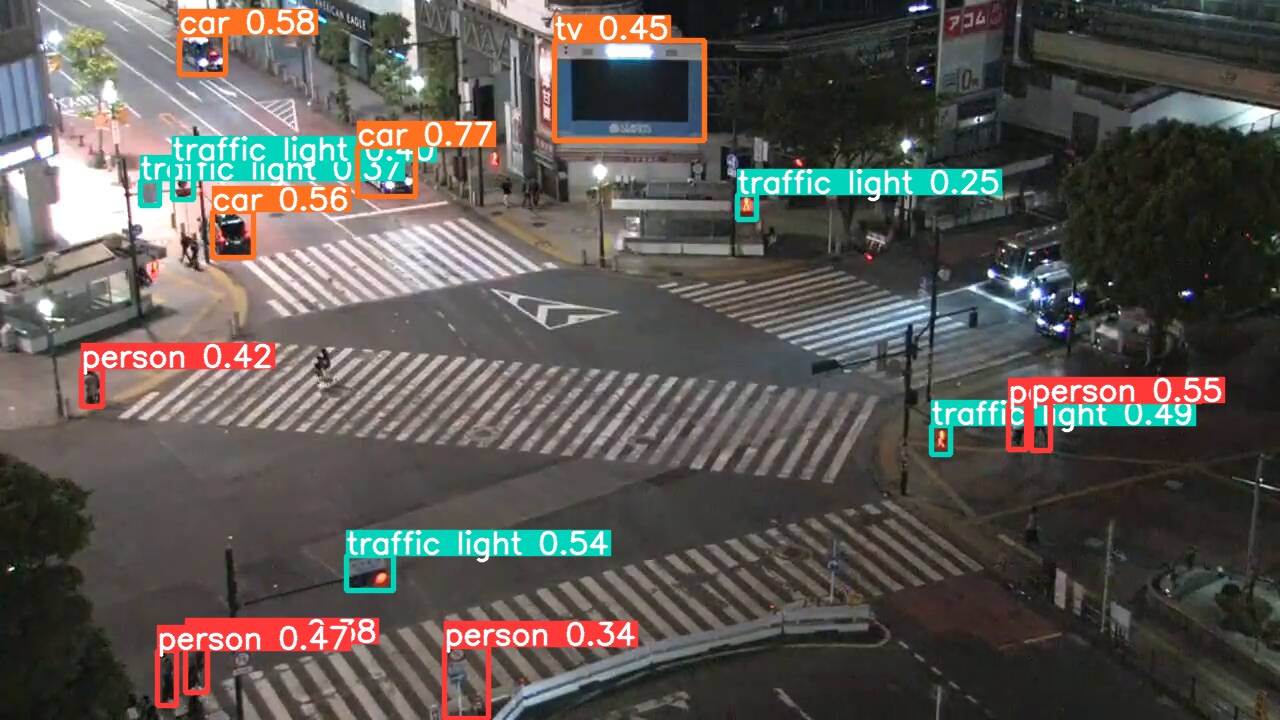 car 0.58
AMERICAN EAGLE
tv 0.45
アコム
car 0.77
traffic light 0.40
traffic light 0.37
traffic light 0.25
car 0.56
person 0.42
person 0.55
traffic light 0.49
traffic light 0.54
person 0.47
person 0.34